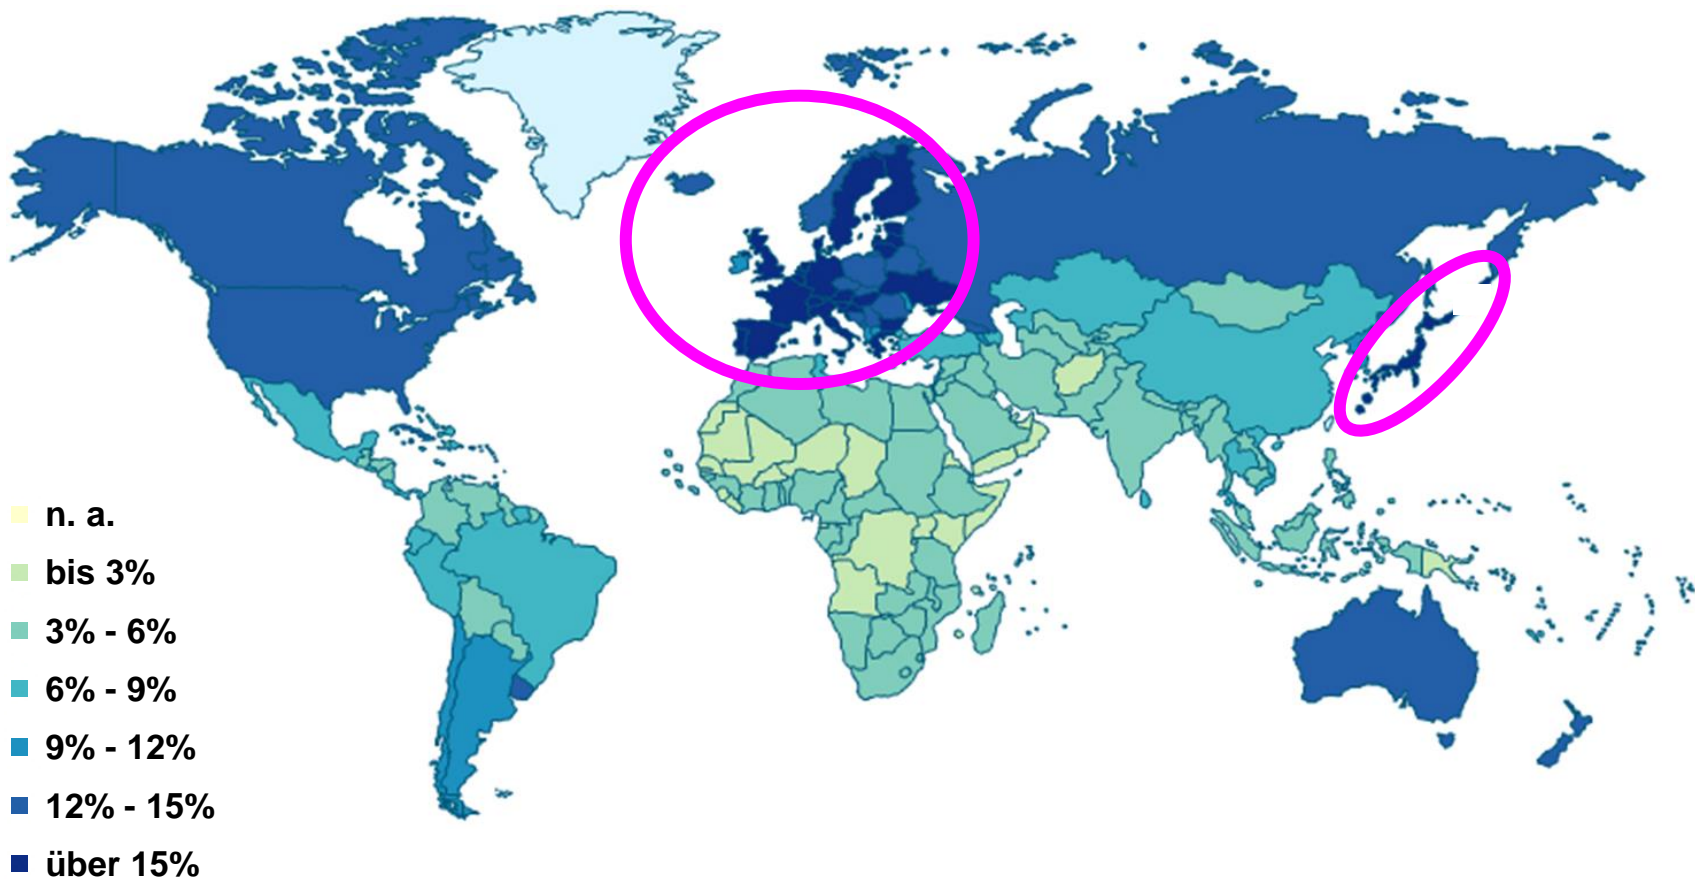 n. a.
bis 3%
3% - 6%
6% - 9%
9% - 12%
12% - 15%
über 15%